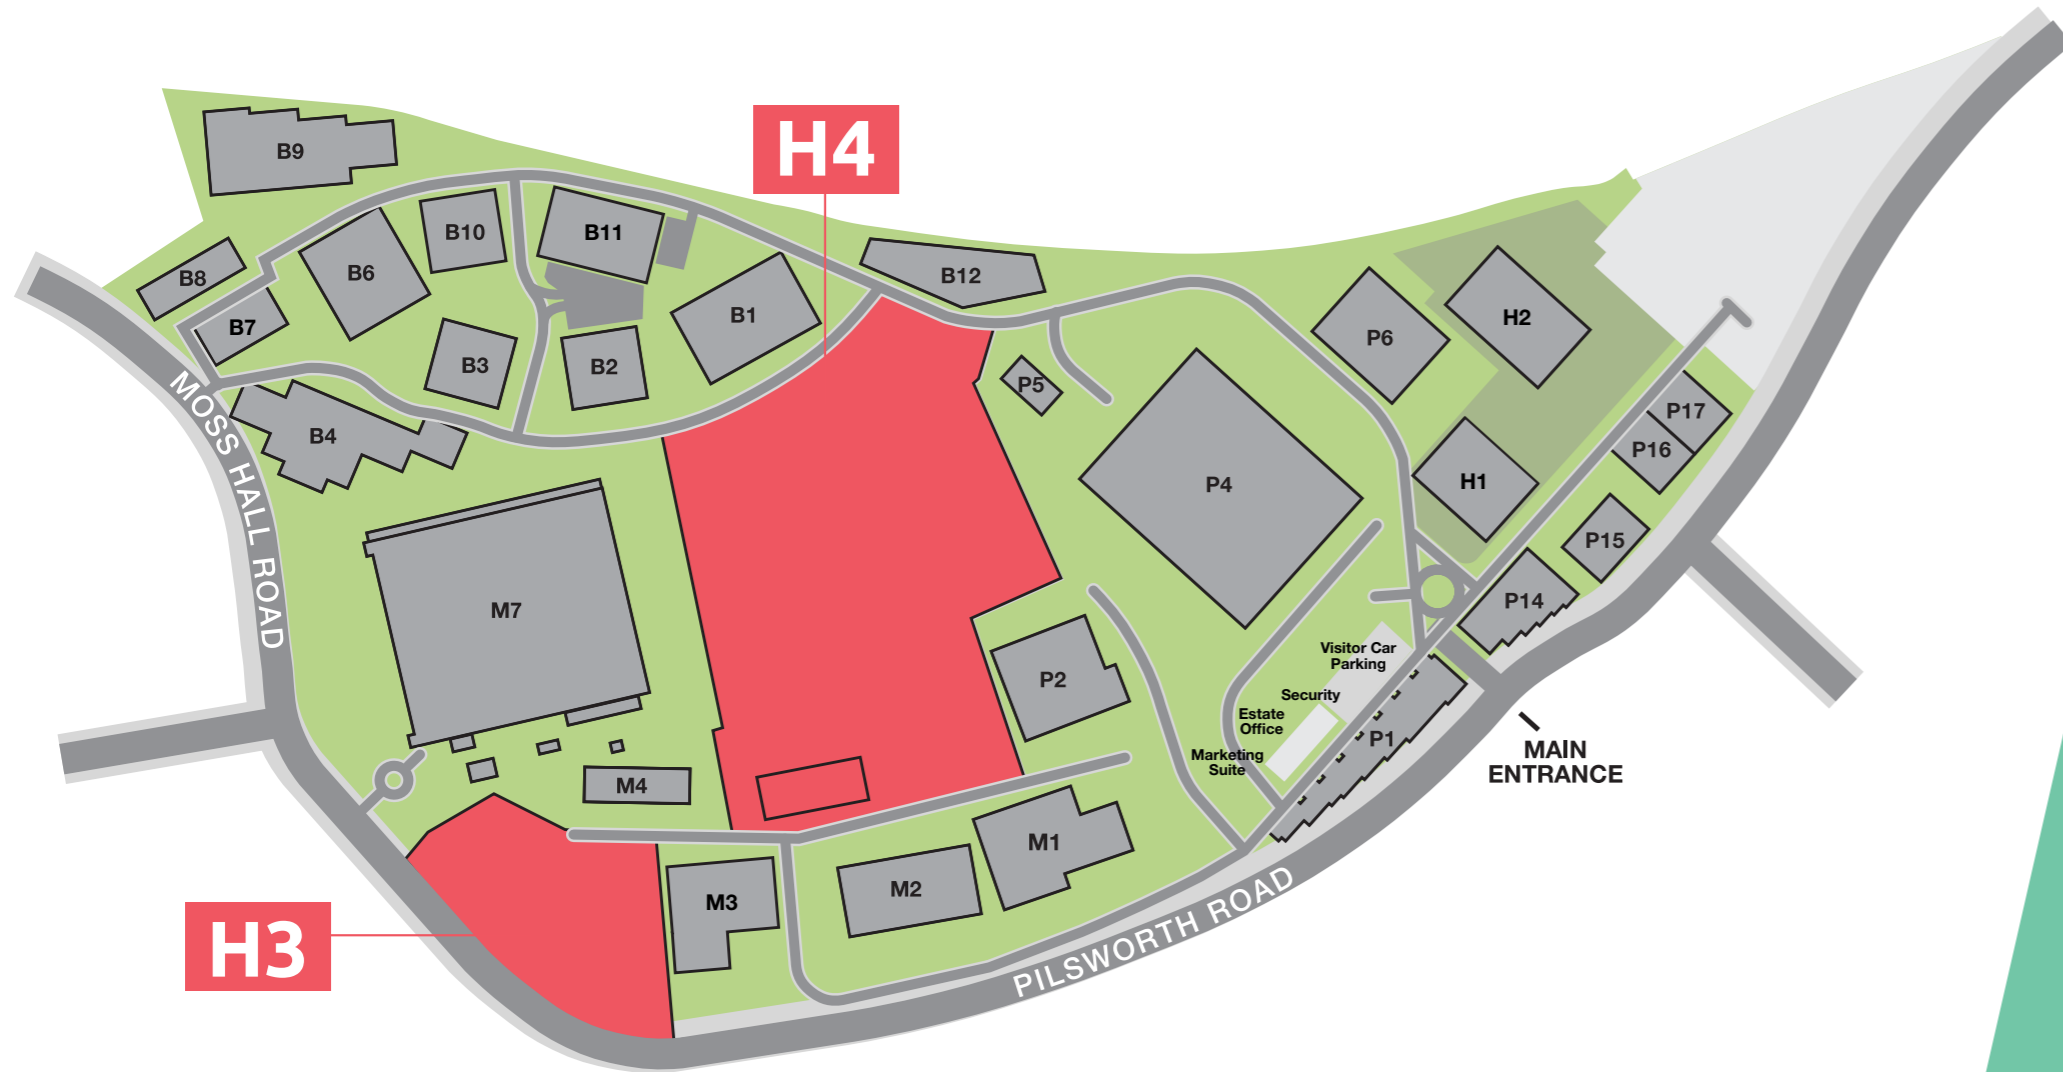 H4
B9
B10
B11
B6
B8
B7
B12
B1
B3
B2
B4
P5
P6
H2
P4
H1
P17
P16
P15
P14
M7
P2
MOSS HALL ROAD
Visitor Car
Parking
Security
Estate
Office
Marketing
Suite
P1
MAIN
ENTRANCE
M4
M1
M2
M3
H3
PILSWORTH ROAD